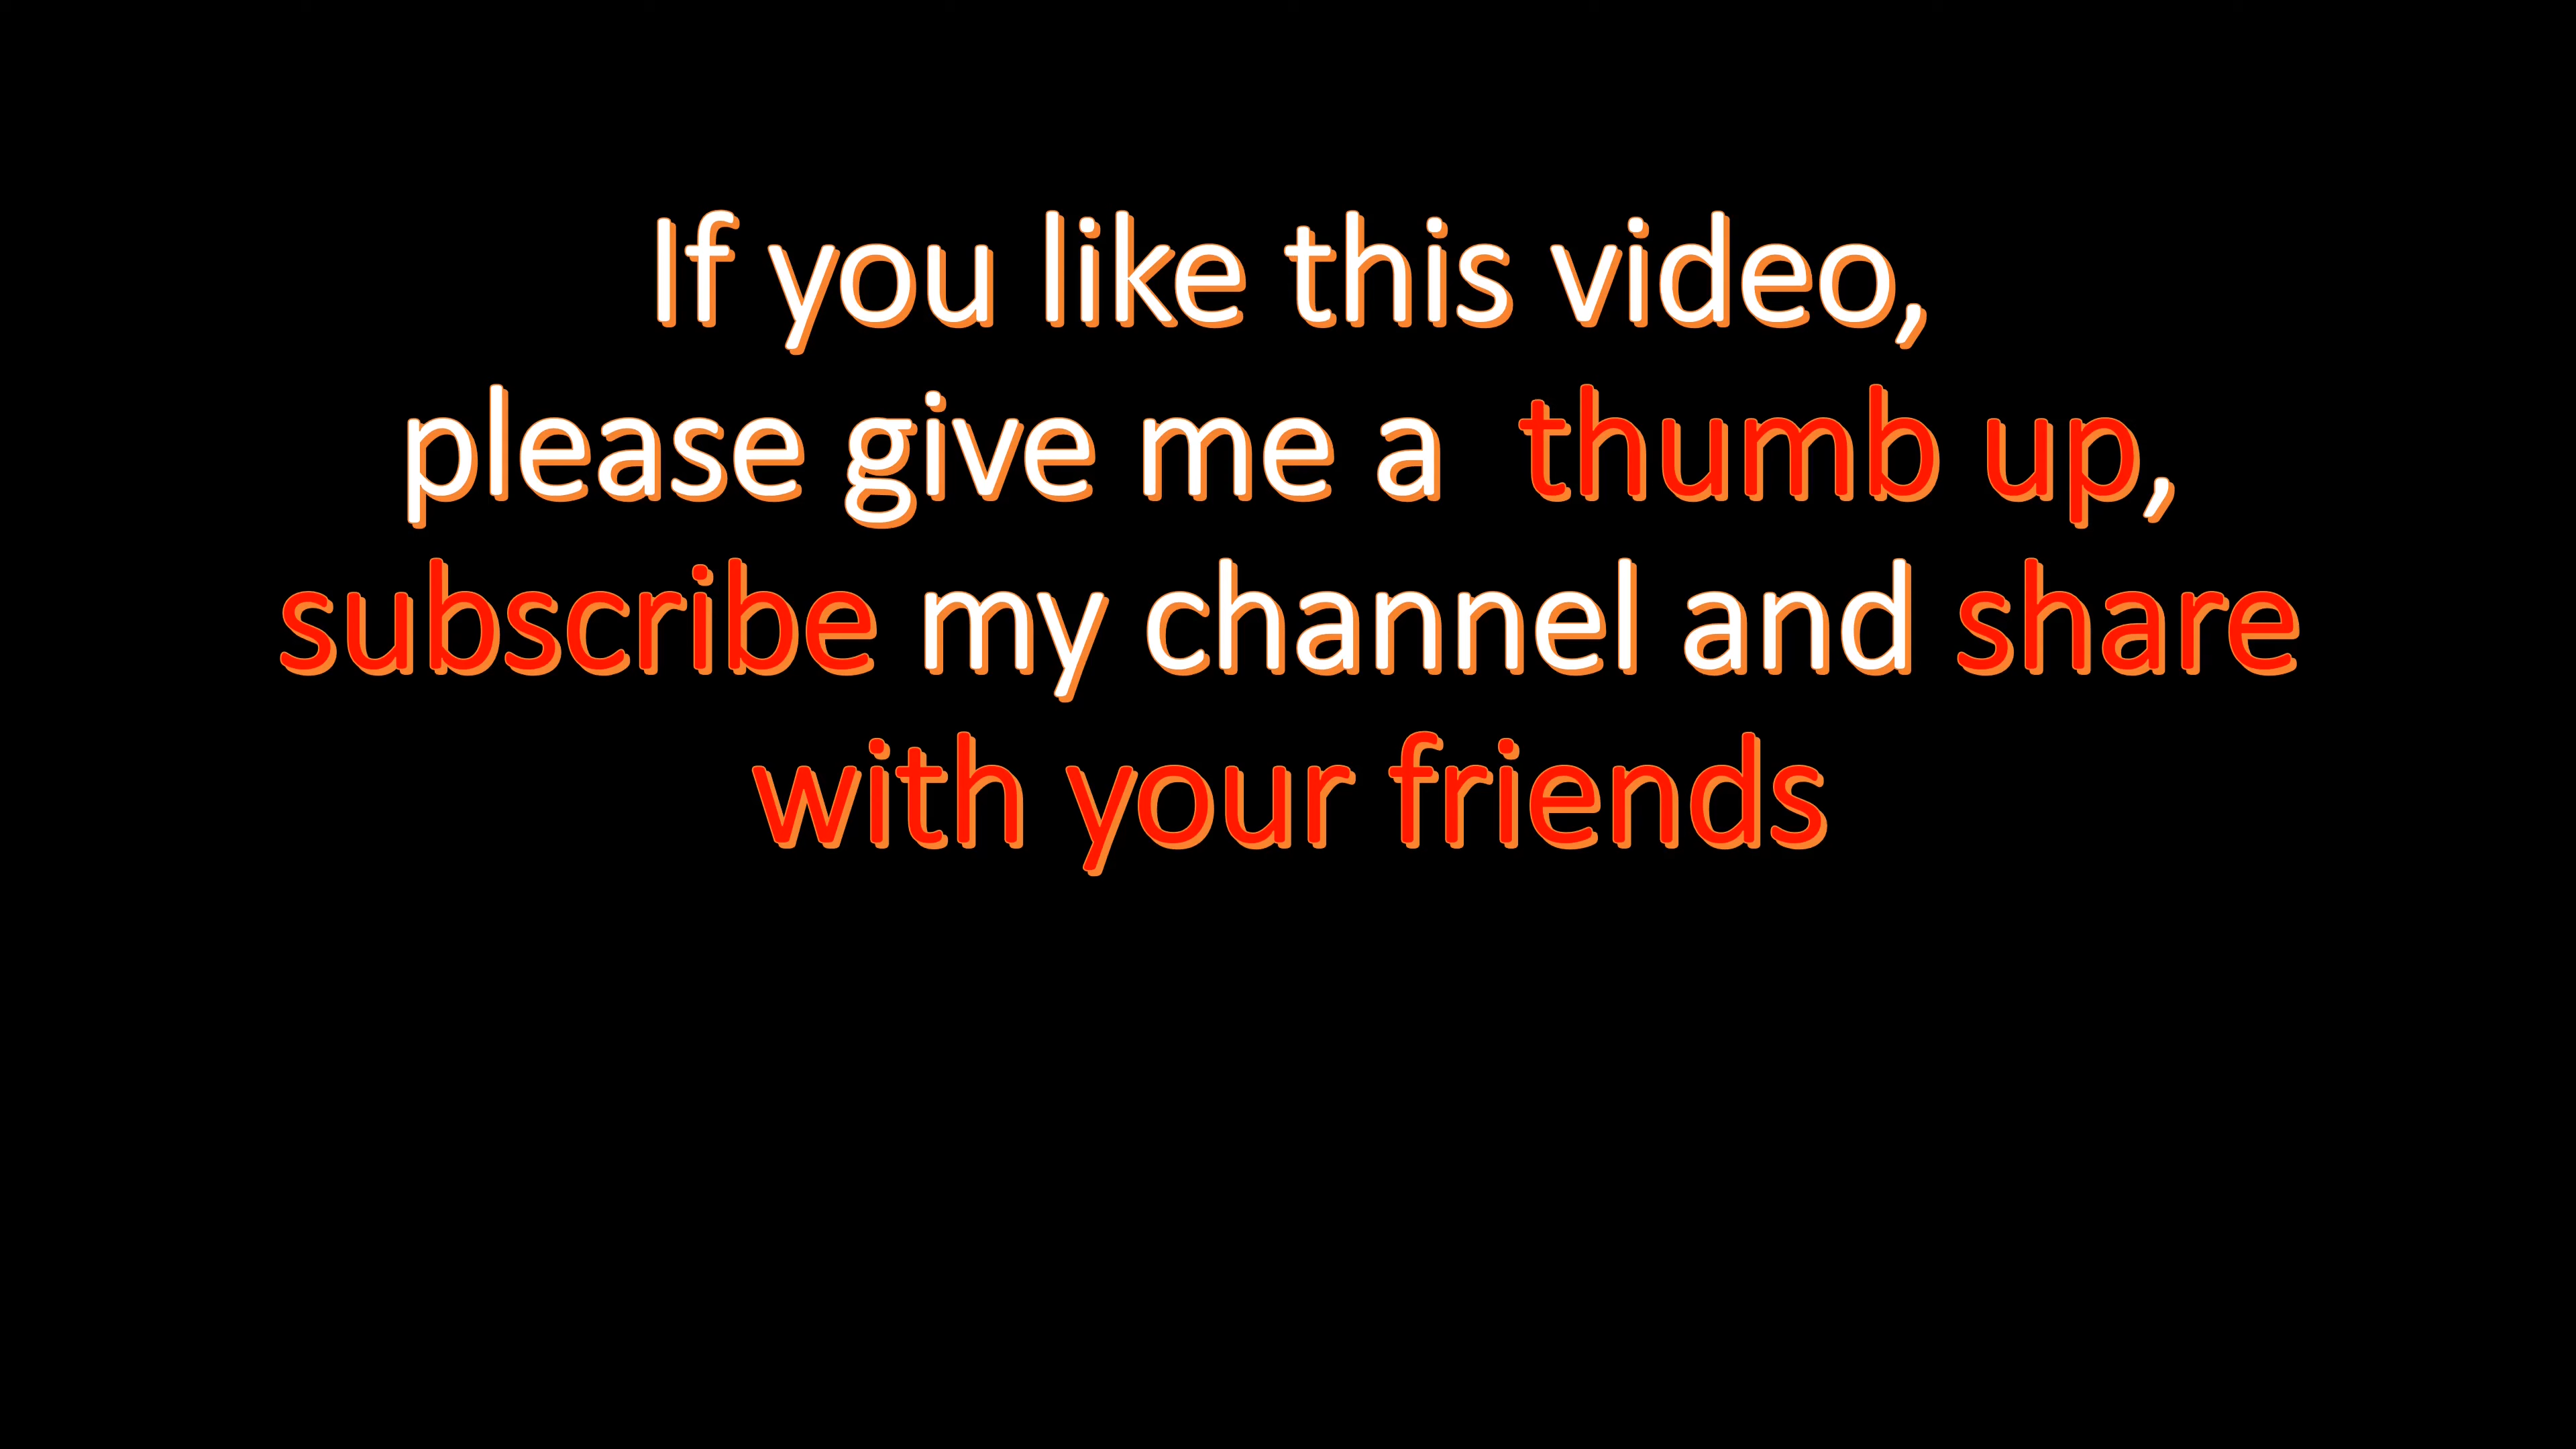 If you like this video,
please give me a  thumb up,
subscribe my channel and share
with your friends